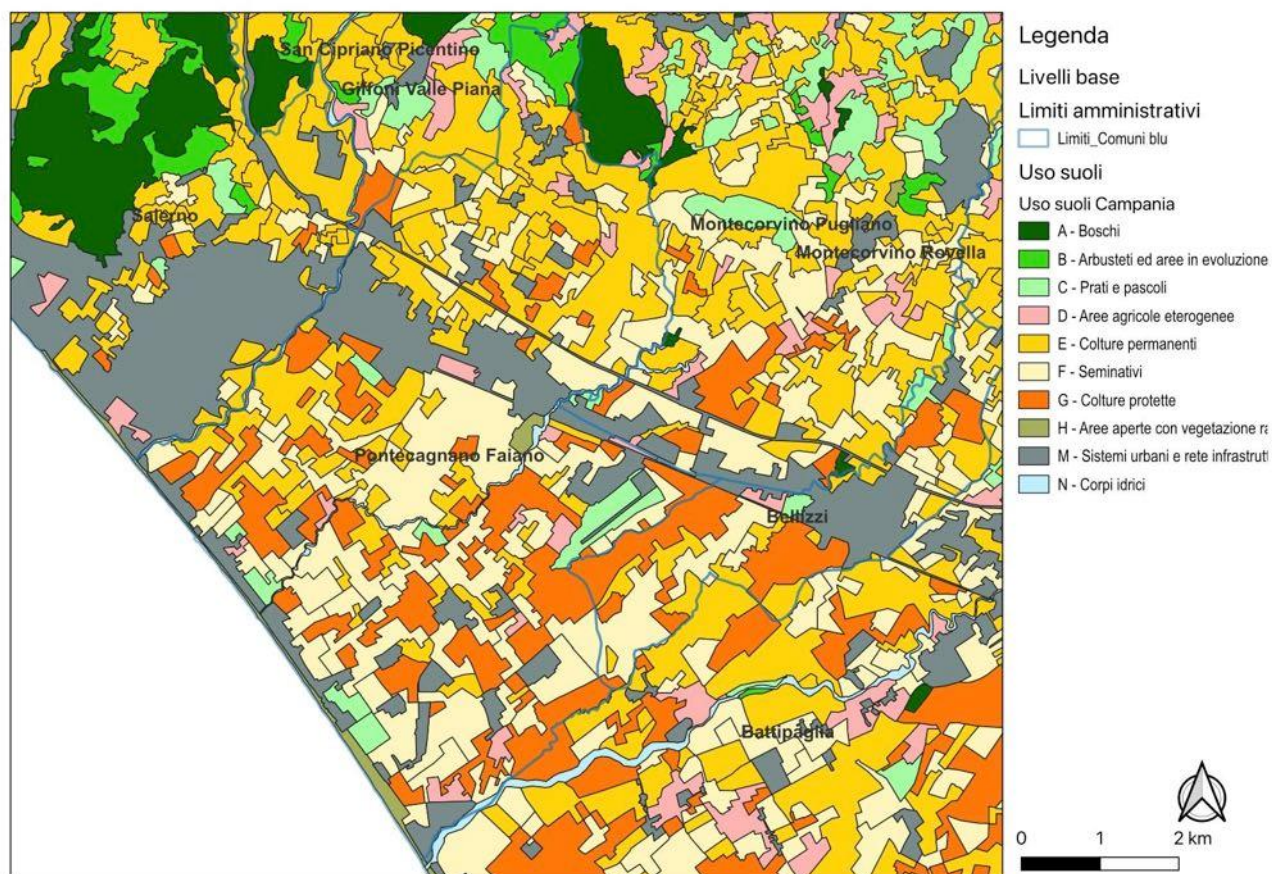 San Cipriano Picentino
Giffoni Valle Piana
Salerno
Montecorvino Pugliano
Montecorvino Rovella
Pontecagnano Faiano
Bellizzi
Battipaglia
Legenda
Livelli base
Limiti amministrativi
Limiti_Comuni blu
Uso suoli
Uso suoli Campania
A - Boschi
B - Arbusteti ed aree in evoluzione
C - Prati e pascoli
D - Aree agricole eterogenee
E - Colture permanenti
F - Seminativi
G - Colture protette
H - Aree aperte con vegetazione ra
M - Sistemi urbani e rete infrastrutt
N - Corpi idrici
0 1 2 km